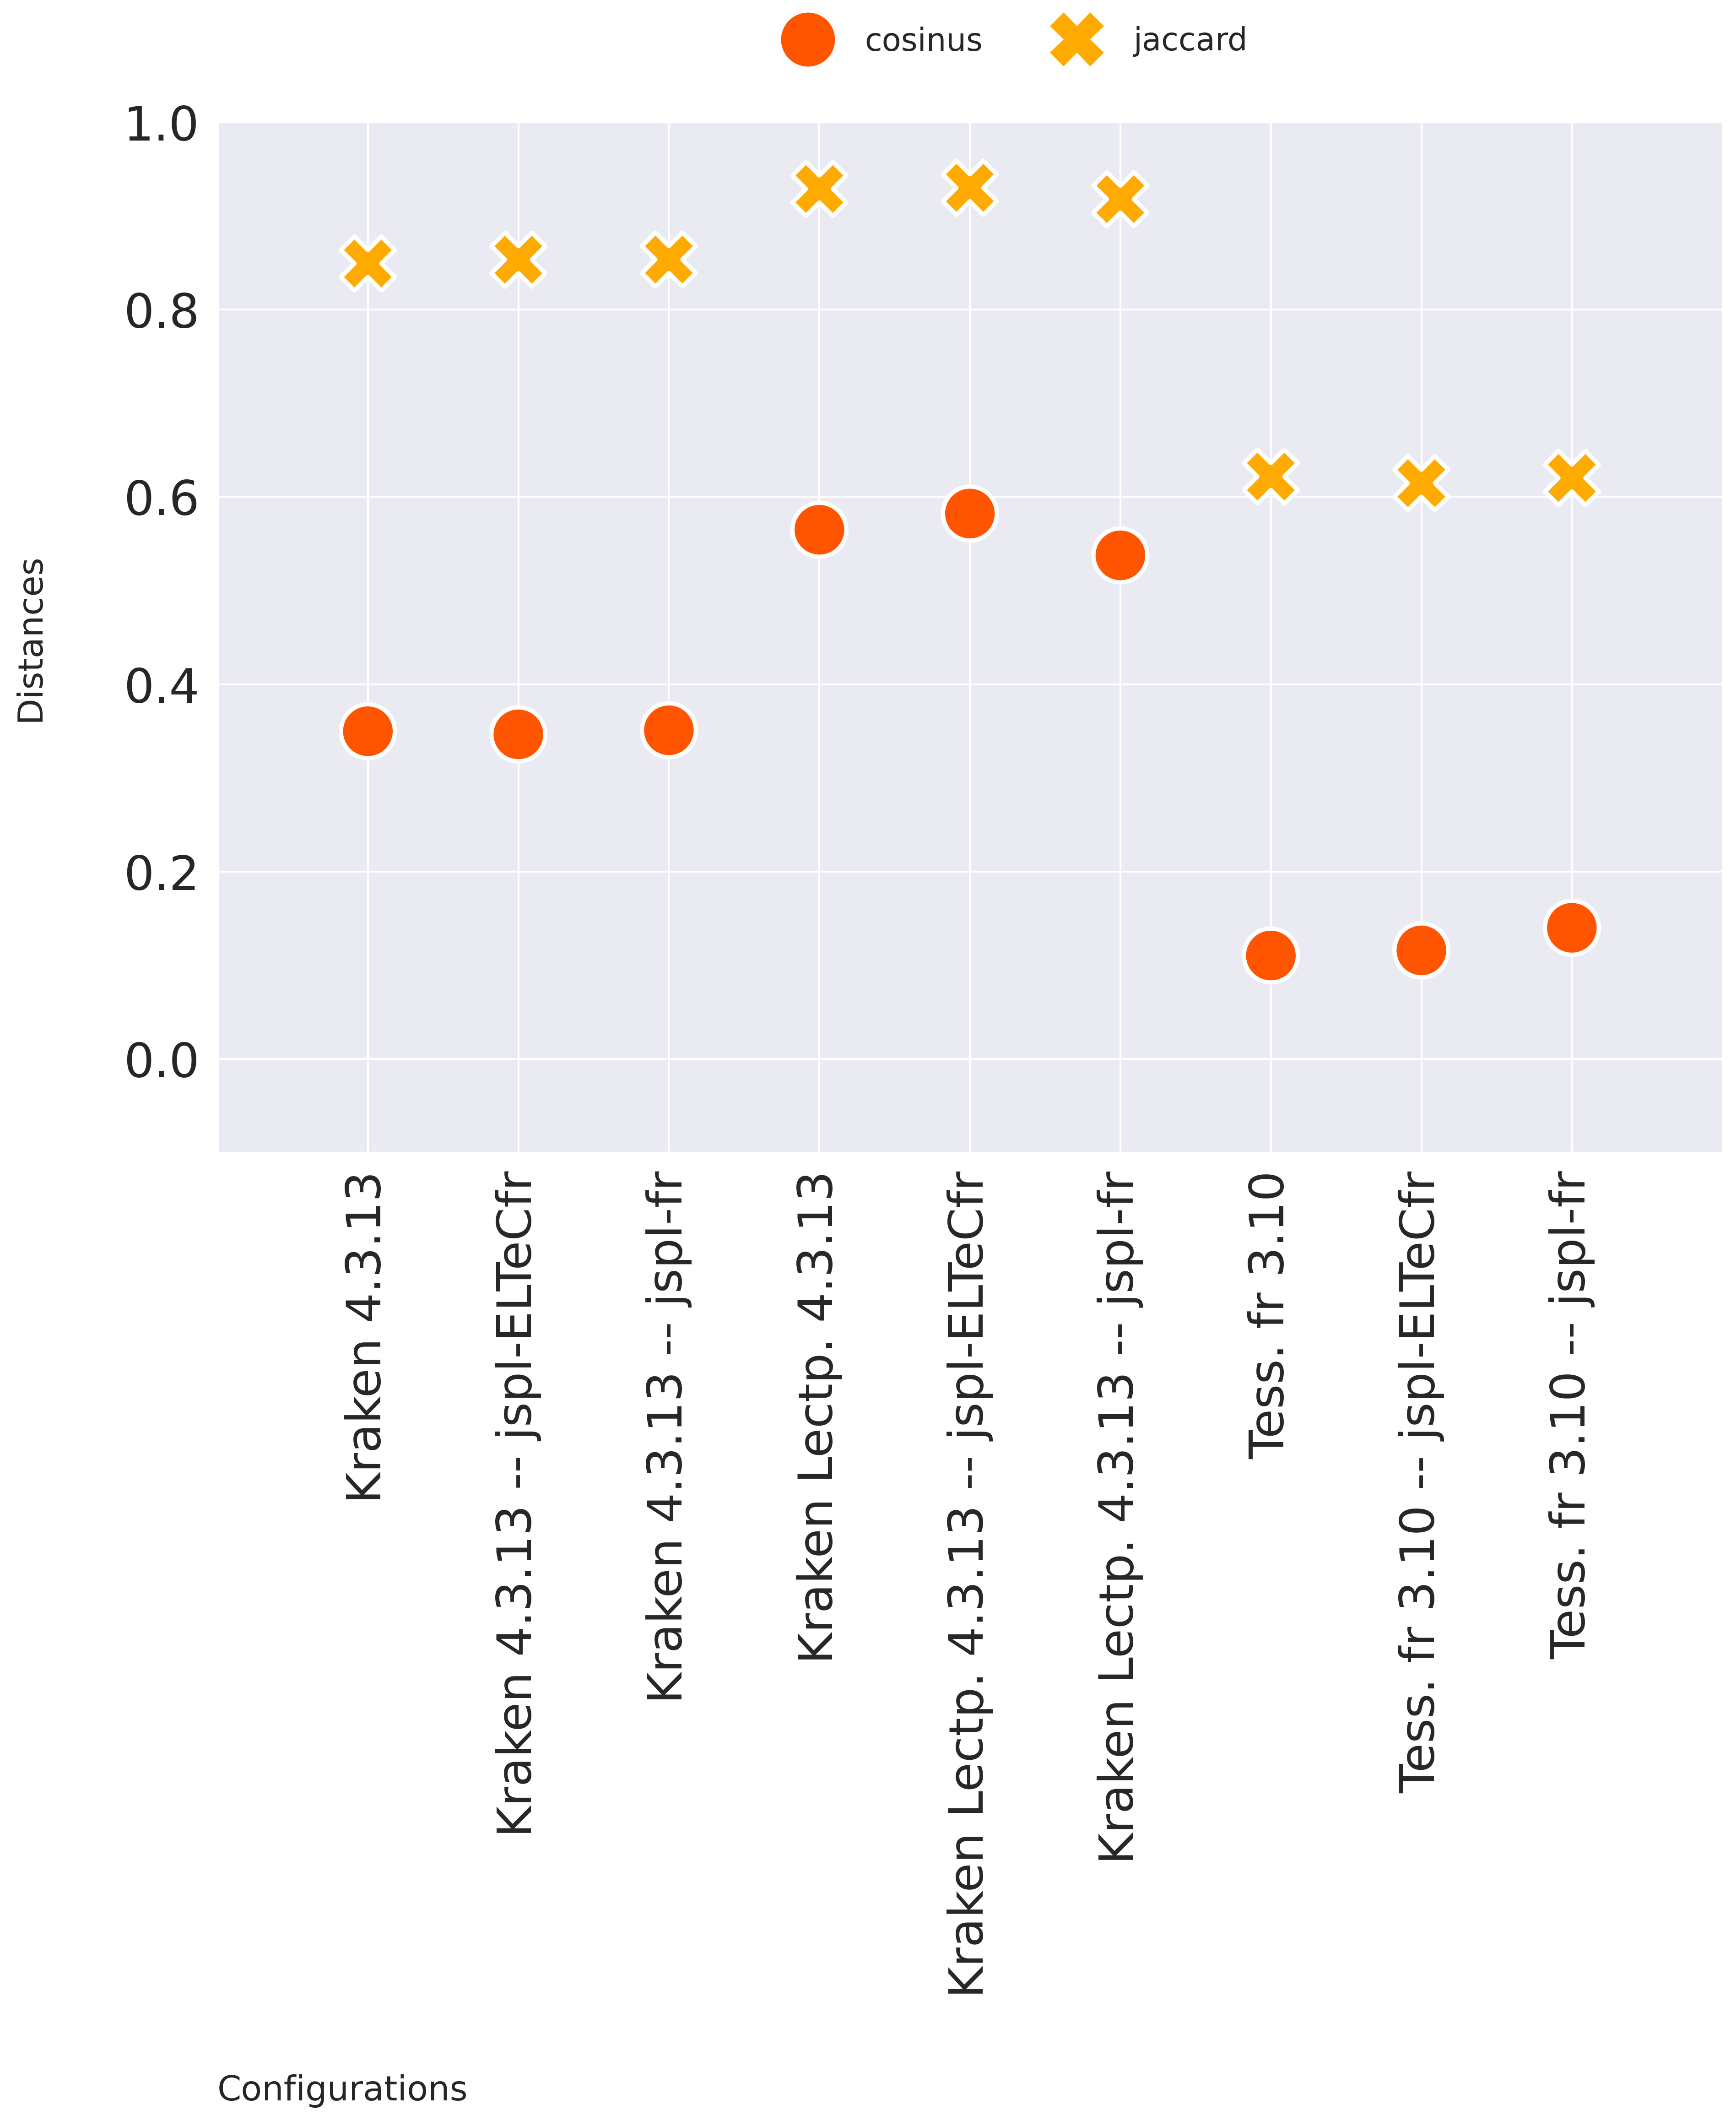 cosinus
jaccard
1.0
0.8
0.6
0.4
0.2
0.0
Distances
Kraken 4.3.13
Kraken 4.3.13 -- jspl-ELTeCfr
Kraken 4.3.13 -- jspl-fr
Kraken Lectp. 4.3.13
Kraken Lectp. 4.3.13 -- jspl-ELTeCfr
Kraken Lectp. 4.3.13 -- jspl-fr
Tess. fr 3.10
Tess. fr 3.10 -- jspl-ELTeCfr
Tess. fr 3.10 -- jspl-fr
Configurations